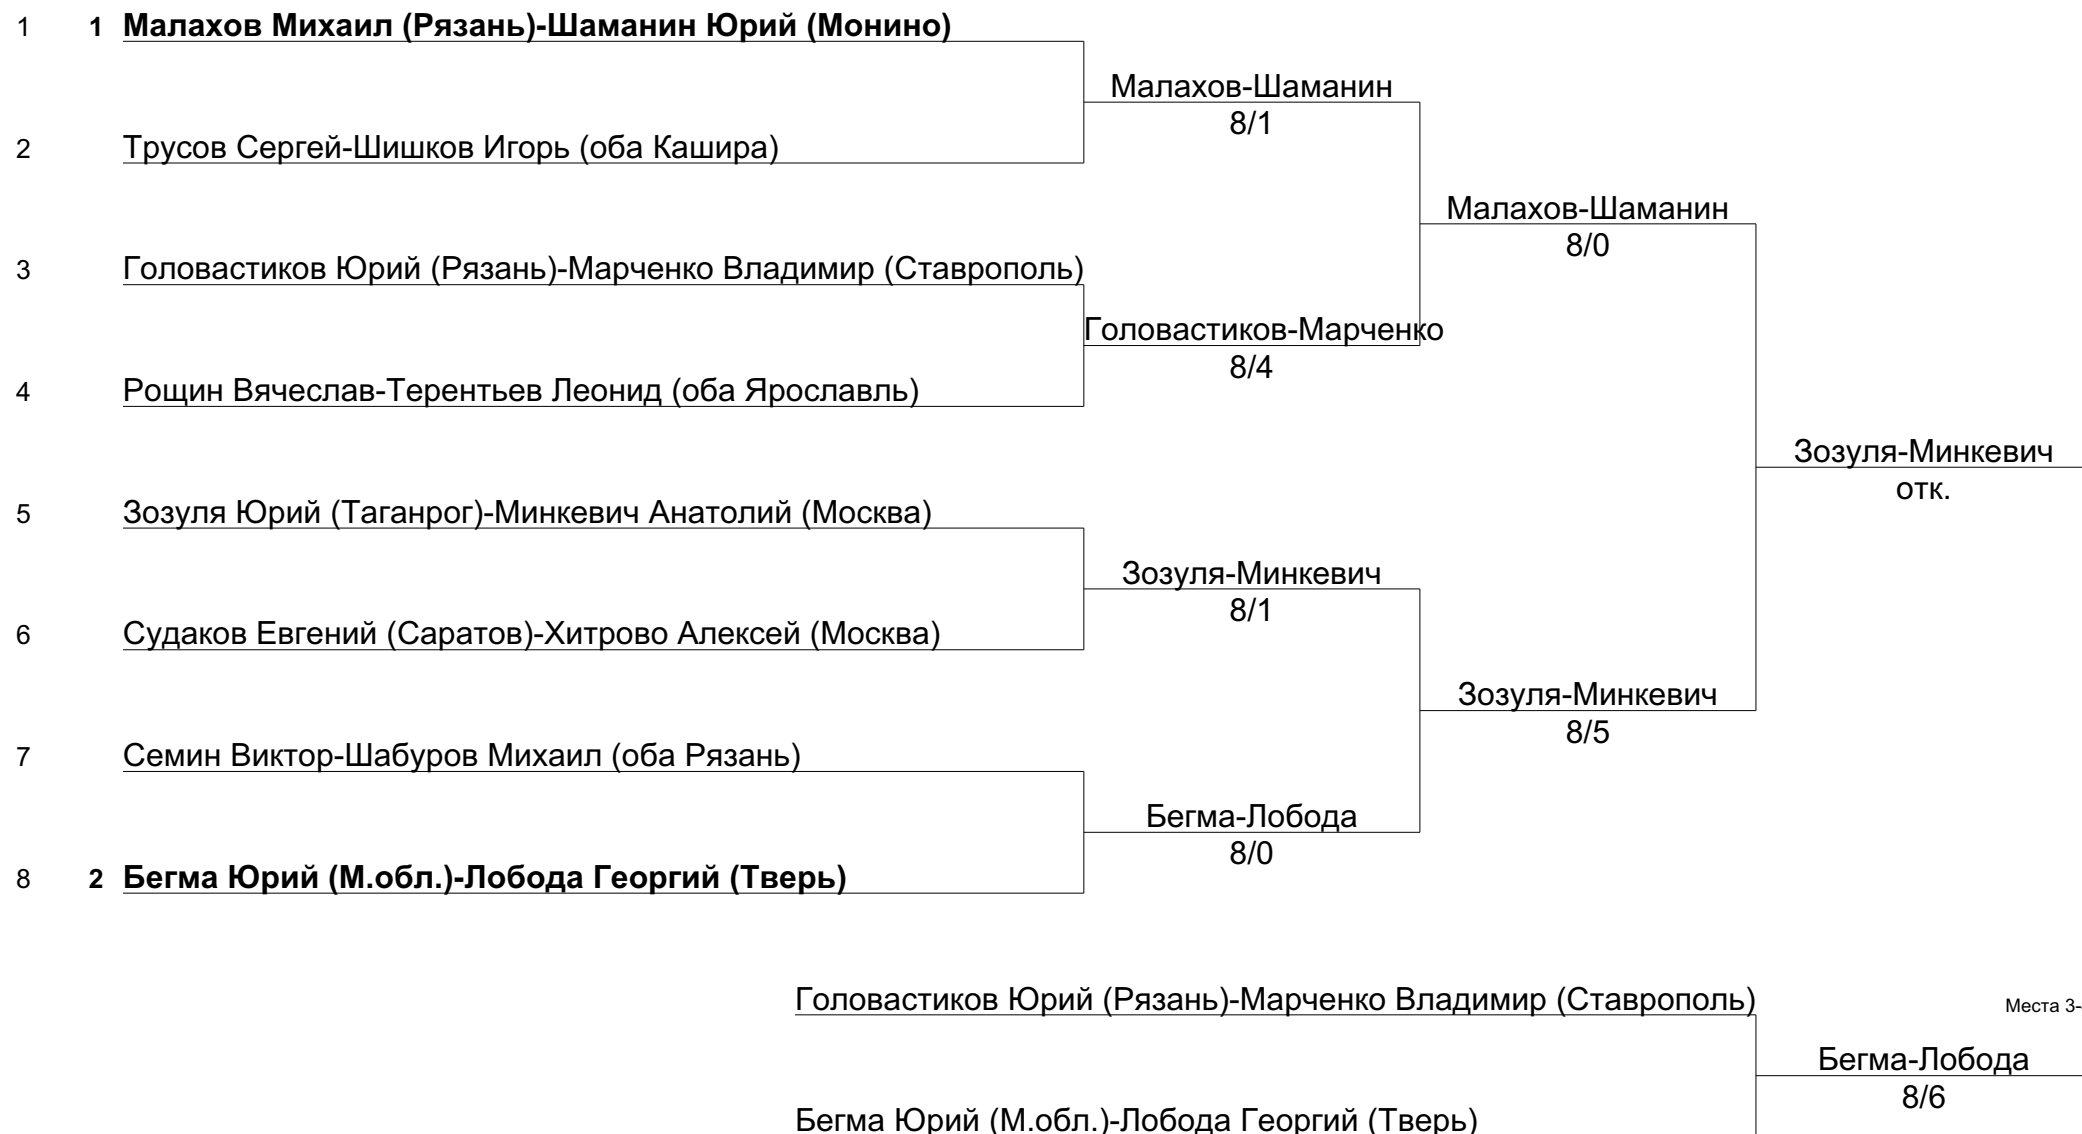 1 1 Малахов Михаил (Рязань)-Шаманин Юрий (Монино)
Малахов-Шаманин
8/1
2 Трусов Сергей-Шишков Игорь (оба Кашира)
Малахов-Шаманин
8/0
3 Головастиков Юрий (Рязань)-Марченко Владимир (Ставрополь)
Головастиков-Марченко
8/4
4 Рощин Вячеслав-Терентьев Леонид (оба Ярославль)
Зозуля-Минкевич
отк.
5 Зозуля Юрий (Таганрог)-Минкевич Анатолий (Москва)
Зозуля-Минкевич
8/1
6 Судаков Евгений (Саратов)-Хитрово Алексей (Москва)
Зозуля-Минкевич
8/5
7 Семин Виктор-Шабуров Михаил (оба Рязань)
Бегма-Лобода
8/0
8 2 Бегма Юрий (М.обл.)-Лобода Георгий (Тверь)
Головастиков Юрий (Рязань)-Марченко Владимир (Ставрополь)
Места 3-
Бегма-Лобода
8/6
Бегма Юрий (М.обл.)-Лобода Георгий (Тверь)